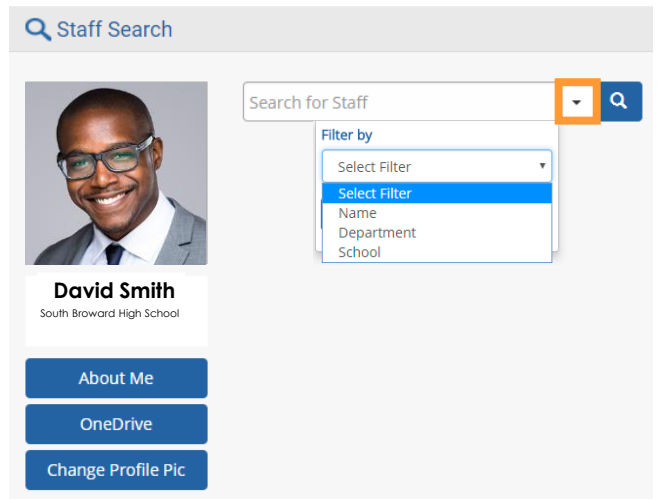 Staff Search
Search for Staff
Filter by
Select Filter
Select Filter
Name
Department
School
David Smith
South Broward High School
About Me
OneDrive
Change Profile Pic